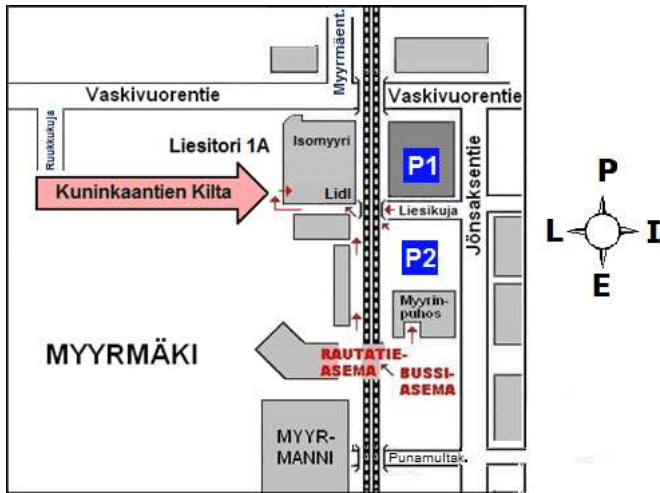 Myyrmäent.
Vaskivuorentie
Vaskivuorentie
Ruukkukuja
Liesitori 1A
Isomyyri
P1
Kuninkaantien Kilta
Lidl
Liesikuja
Jönsaksentie
P
L
I
E
P2
Myyrin-
puhos
MYYRMÄKI
RAUTATIE-
ASEMA
BUSSI-
ASEMA
MYYR-
MANNI
Punamultak.